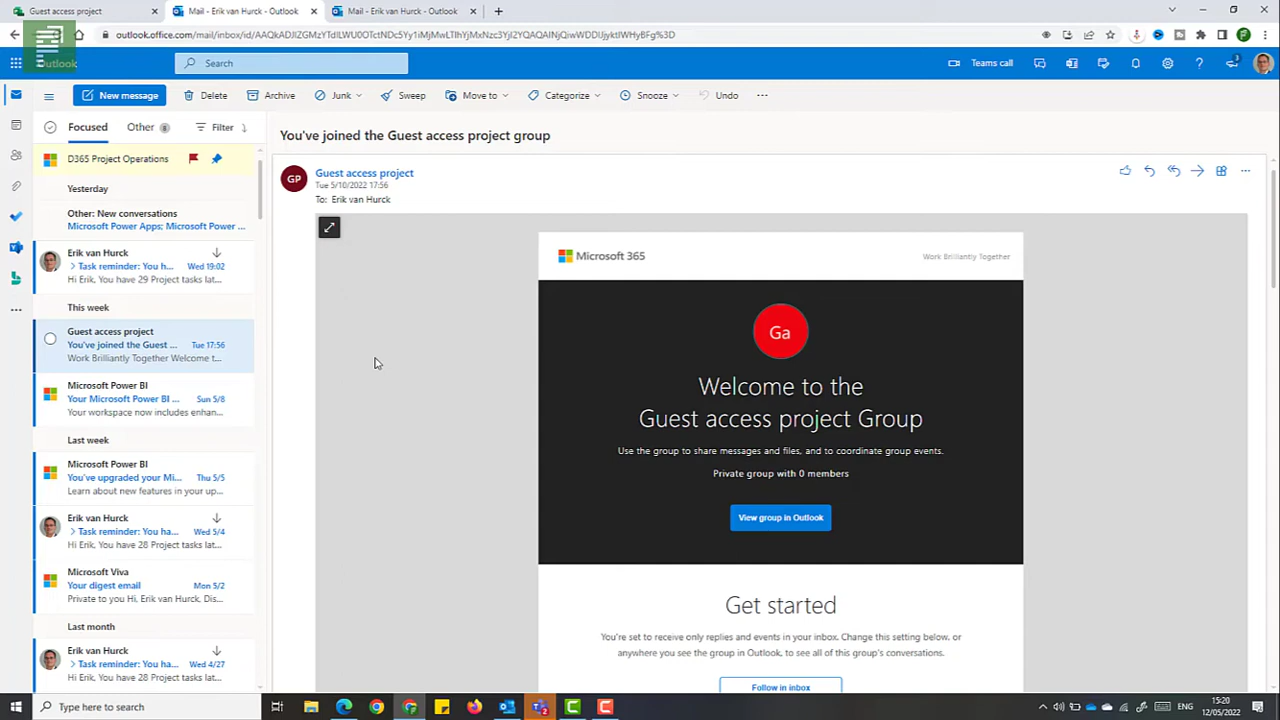 Guest access project
Mail - Erik van Hurck - Outlook
Mail - Erik van Hurck - Outlook
outlook.office.com/mail/inbox/id/AAQkADJlZGMzYTdlLWU0OTctNDc5Yy1iMjMwLTlhYjMxNzc3YjI2YQAQAlNjQiwWDDlUjyktlWHyBFg%3D
Outlook
Search
Teams call
New message
Delete
Archive
Junk
Sweep
Move to
Categorize
Snooze
Undo
Focused
Other 8
Filter
D365 Project Operations
Yesterday
Other: New conversations
Microsoft Power Apps; Microsoft Power ...
Erik van Hurck
> Task reminder: You h... Wed 19:02
Hi Erik, You have 29 Project tasks lat...
This week
Guest access project
You've joined the Guest ... Tue 17:56
Work Brilliantly Together Welcome t...
Microsoft Power BI
Your Microsoft Power BI ... Sun 5/8
Your workspace now includes enhan...
Last week
Microsoft Power BI
You've upgraded your Mi... Thu 5/5
Learn about new features in your up...
Erik van Hurck
> Task reminder: You ha... Wed 5/4
Hi Erik, You have 28 Project tasks lat...
Microsoft Viva
Your digest email Mon 5/2
Private to you Hi, Erik van Hurck, Dis...
Last month
Erik van Hurck
> Task reminder: You ha... Wed 4/27
Hi Erik, You have 28 Project tasks lat...
You've joined the Guest access project group
GP
Guest access project
Tue 5/10/2022 17:56
To: Erik van Hurck
Microsoft 365
Work Brilliantly Together
Ga
Welcome to the
Guest access project Group
Use the group to share messages and files, and to coordinate group events.
Private group with 0 members
View group in Outlook
Get started
You're set to receive only replies and events in your inbox. Change this setting below, or
anywhere you see the group in Outlook, to see all of this group's conversations.
Follow in inbox
Type here to search
ENG
15:20
12/05/2022